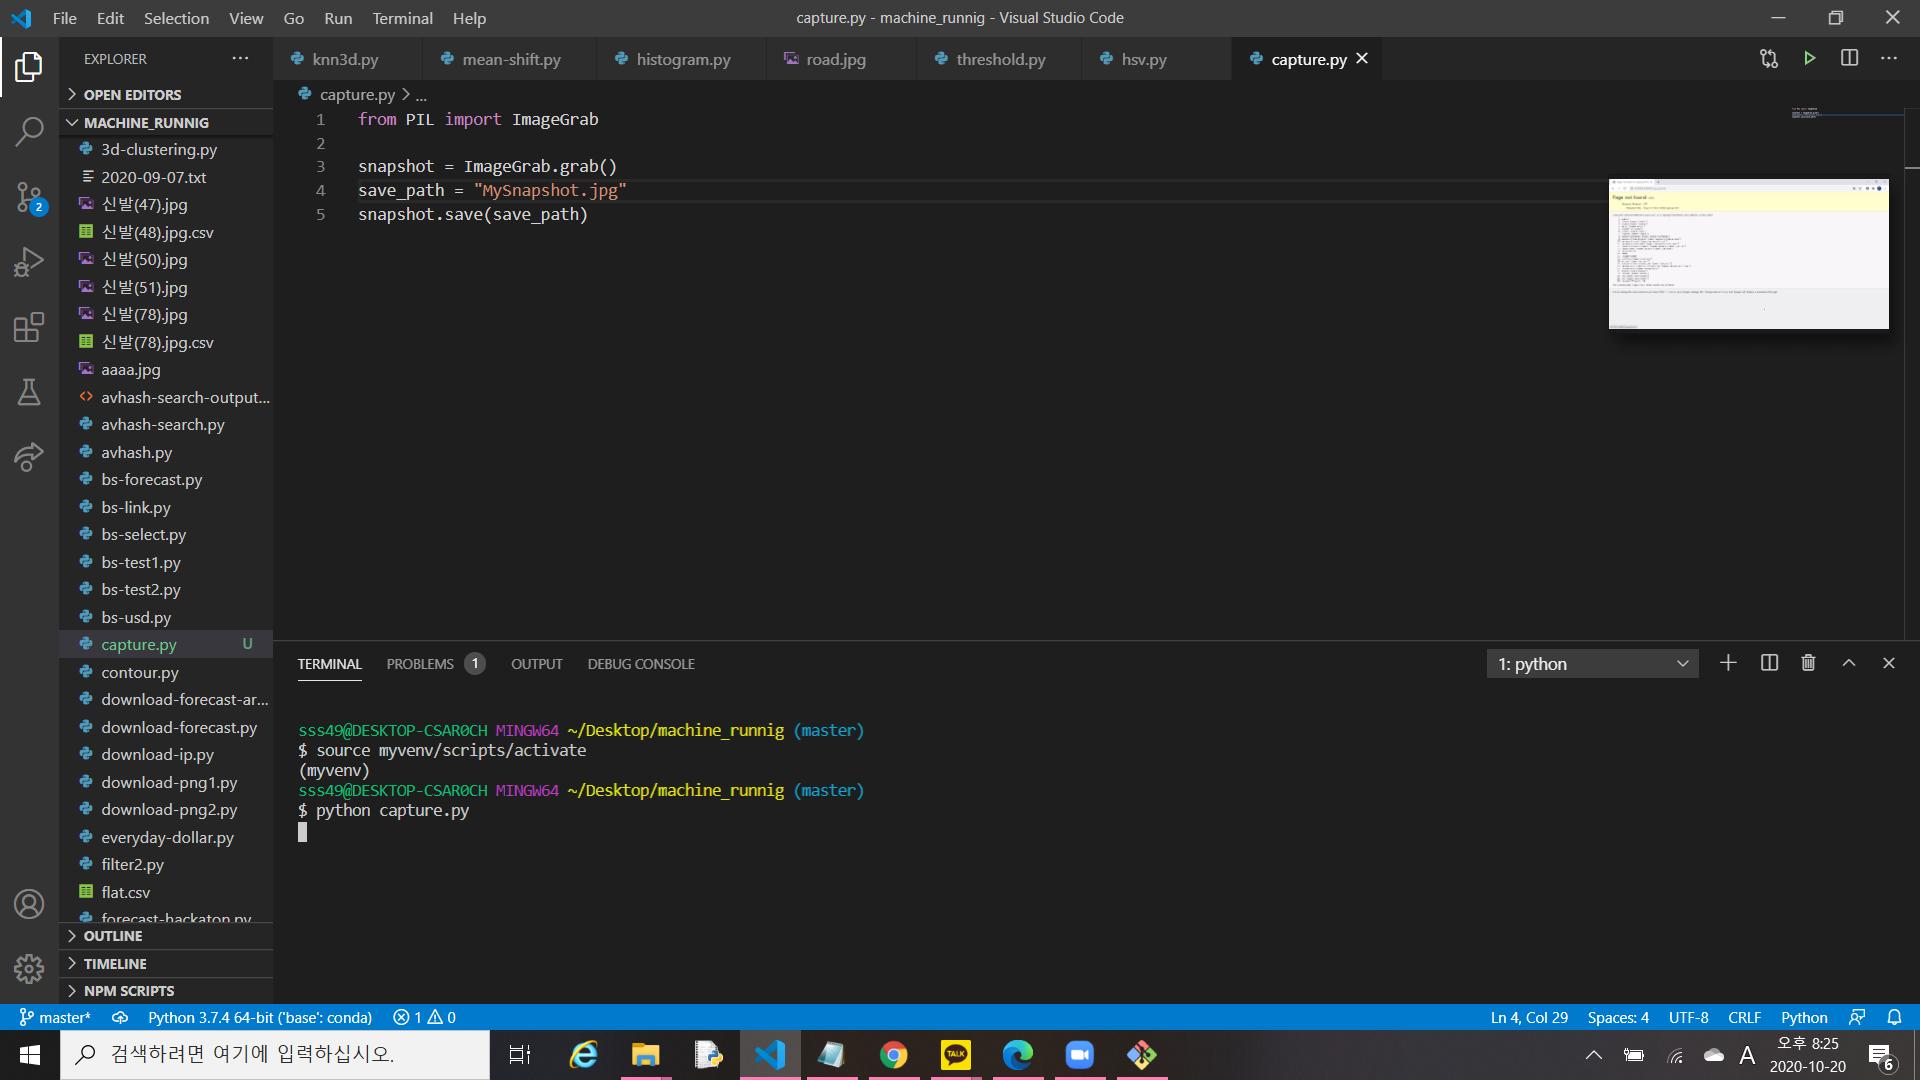 File Edit Selection View Go Run Terminal Help
capture.py - machine_runnig - Visual Studio Code
EXPLORER
knn3d.py
mean-shift.py
histogram.py
road.jpg
threshold.py
hsv.py
capture.py
OPEN EDITORS
MACHINE_RUNNIG
3d-clustering.py
2020-09-07.txt
신발(47).jpg
신발(48).jpg.csv
신발(50).jpg
신발(51).jpg
신발(78).jpg
신발(78).jpg.csv
aaaa.jpg
avhash-search-output...
avhash-search.py
avhash.py
bs-forecast.py
bs-link.py
bs-select.py
bs-test1.py
bs-test2.py
bs-usd.py
capture.py U
contour.py
download-forecast-ar...
download-forecast.py
download-ip.py
download-png1.py
download-png2.py
everyday-dollar.py
filter2.py
flat.csv
forecast-hackaton.py
OUTLINE
TIMELINE
NPM SCRIPTS
2
capture.py > ...
1 from PIL import ImageGrab
2
3 snapshot = ImageGrab.grab()
4 save_path = "MySnapshot.jpg"
5 snapshot.save(save_path)
Page not found
TERMINAL PROBLEMS 1 OUTPUT DEBUG CONSOLE
1: python
sss49@DESKTOP-CSAR0CH MINGW64 ~/Desktop/machine_runnig (master)
$ source myvenv/scripts/activate
(myvenv)
sss49@DESKTOP-CSAR0CH MINGW64 ~/Desktop/machine_runnig (master)
$ python capture.py
master* Python 3.7.4 64-bit ('base': conda) 1 0
Ln 4, Col 29 Spaces: 4 UTF-8 CRLF Python
검색하려면 여기에 입력하십시오.
TALK
A
오후 8:25
2020-10-20
6